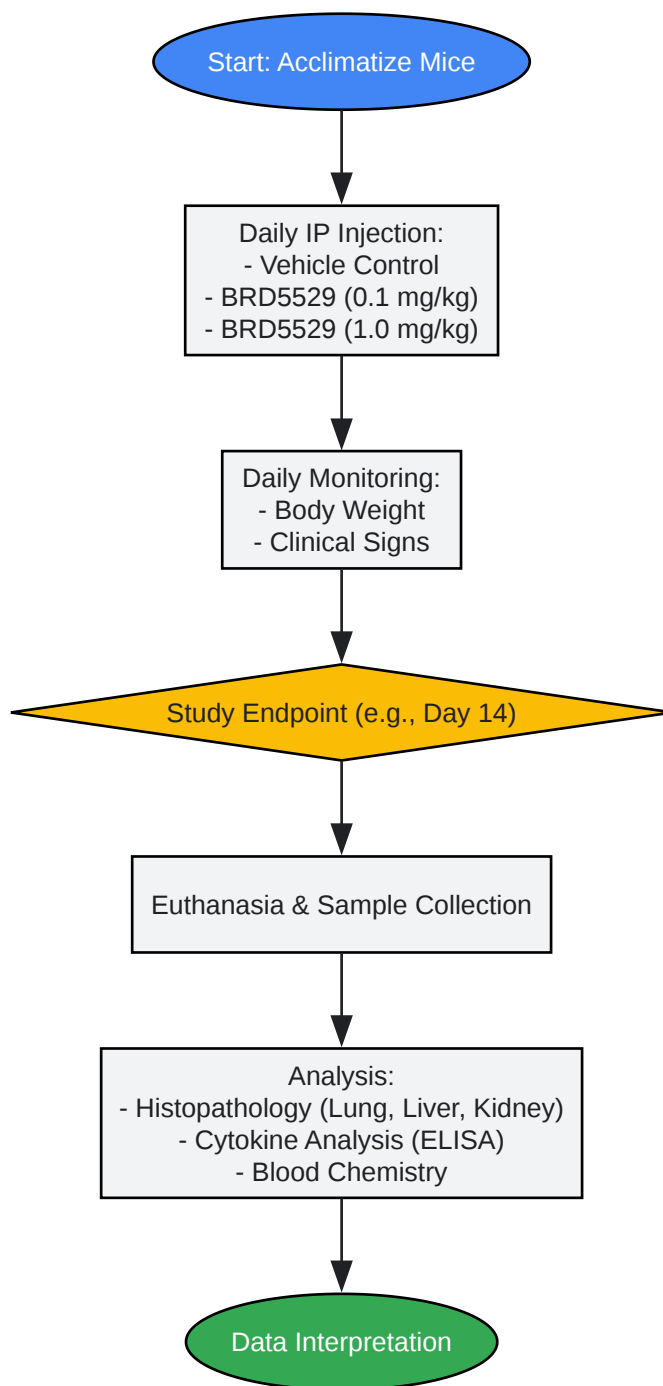 Start: Acclimatize Mice
Daily IP Injection:
- Vehicle Control
- BRD5529 (0.1 mg/kg)
- BRD5529 (1.0 mg/kg)
Daily Monitoring:
- Body Weight
- Clinical Signs
Study Endpoint (e.g., Day 14)
Euthanasia & Sample Collection
Analysis:
- Histopathology (Lung, Liver, Kidney)
- Cytokine Analysis (ELISA)
- Blood Chemistry
Data Interpretation